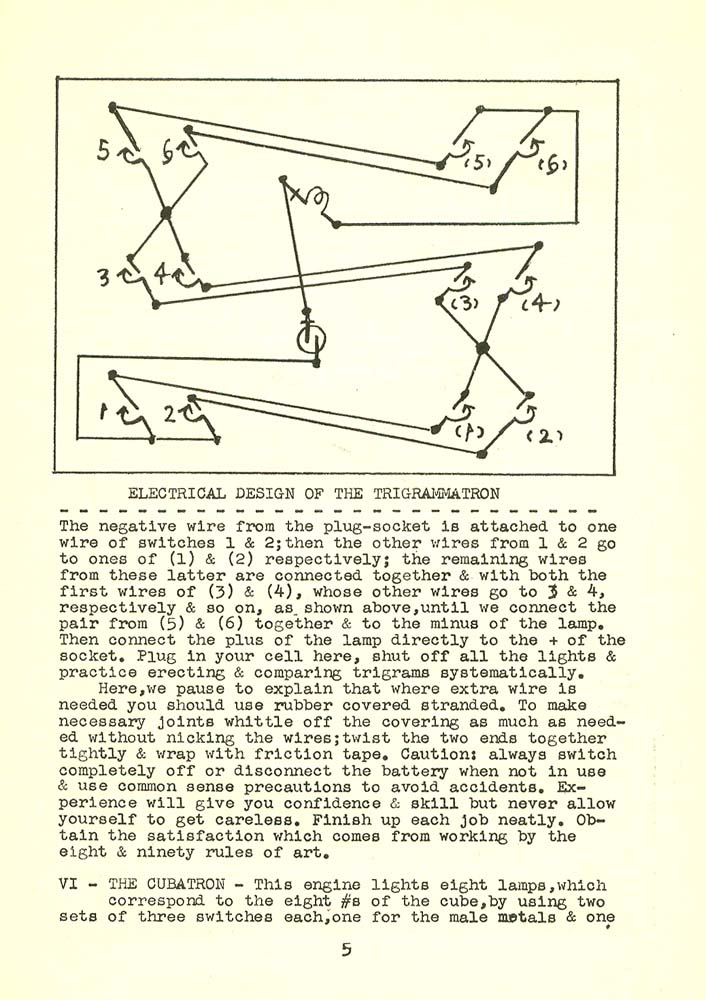 5 6 (5) (6)
3 4 (3) (4)
1 2 (1) (2)
ELECTRICAL DESIGN OF THE TRIGRAMMATRON
The negative wire from the plug-socket is attached to one
wire of switches 1 & 2;then the other wires from 1 & 2 go
to ones of (1) & (2) respectively; the remaining wires
from these latter are connected together & with both the
first wires of (3) & (4), whose other wires go to 3 & 4,
respectively & so on, as shown above,until we connect the
pair from (5) & (6) together & to the minus of the lamp.
Then connect the plus of the lamp directly to the + of the
socket. Plug in your cell here, shut off all the lights &
practice erecting & comparing trigrams systematically.
Here,we pause to explain that where extra wire is
needed you should use rubber covered stranded. To make
necessary joints whittle off the covering as much as need-
ed without nicking the wires;twist the two ends together
tightly & wrap with friction tape. Caution: always switch
completely off or disconnect the battery when not in use
& use common sense precautions to avoid accidents. Ex-
perience will give you confidence & skill but never allow
yourself to get careless. Finish up each job neatly. Ob-
tain the satisfaction which comes from working by the
eight & ninety rules of art.
VI - THE CUBATRON - This engine lights eight lamps,which
correspond to the eight #s of the cube,by using two
sets of three switches each,one for the male metals & one
5